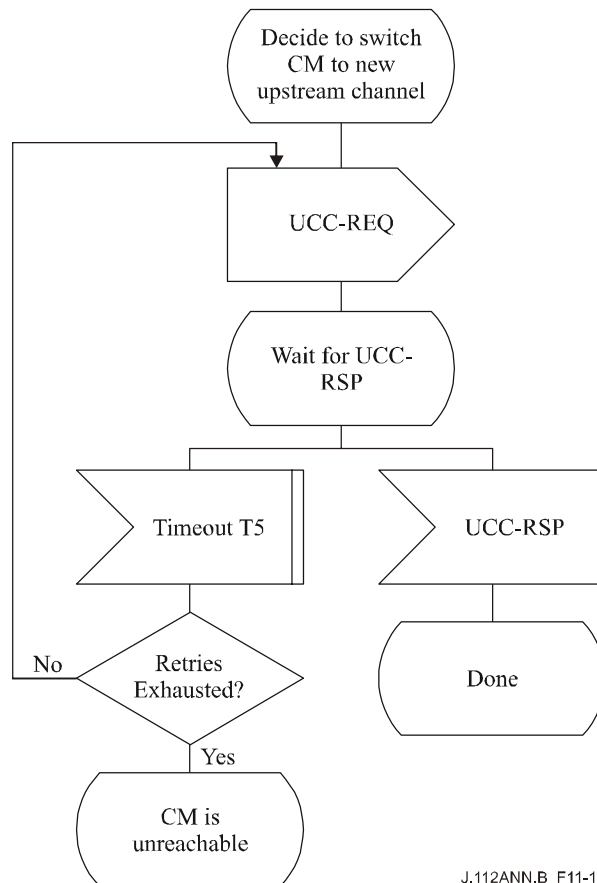 Decide to switch
CM to new
upstream channel
UCC-REQ
Wait for UCC-
RSP
Timeout T5
UCC-RSP
Retries
Exhausted?
No
Yes
Done
CM is
unreachable
J.112ANN.B_F11-1